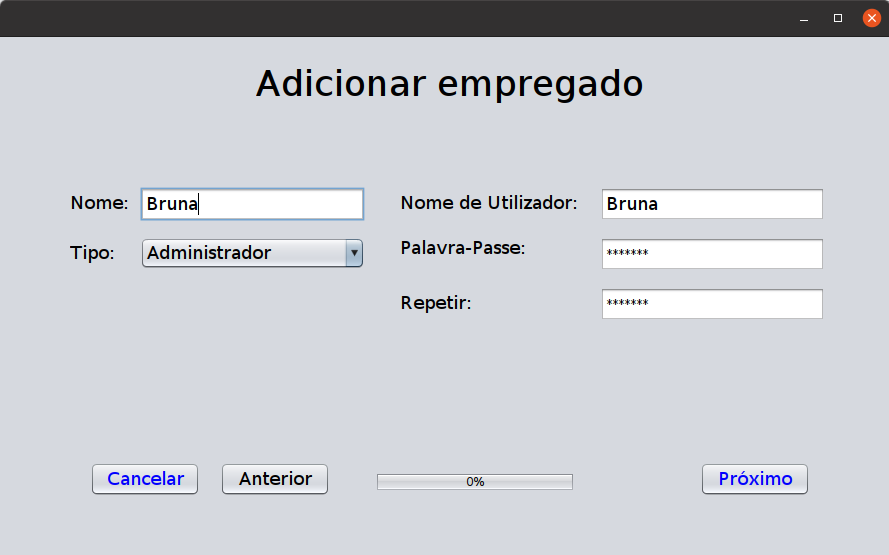 Adicionar empregado
Nome: Bruna
Nome de Utilizador: Bruna
Tipo: Administrador
Palavra-Passe: *******
Repetir: *******
Cancelar Anterior 0% Próximo